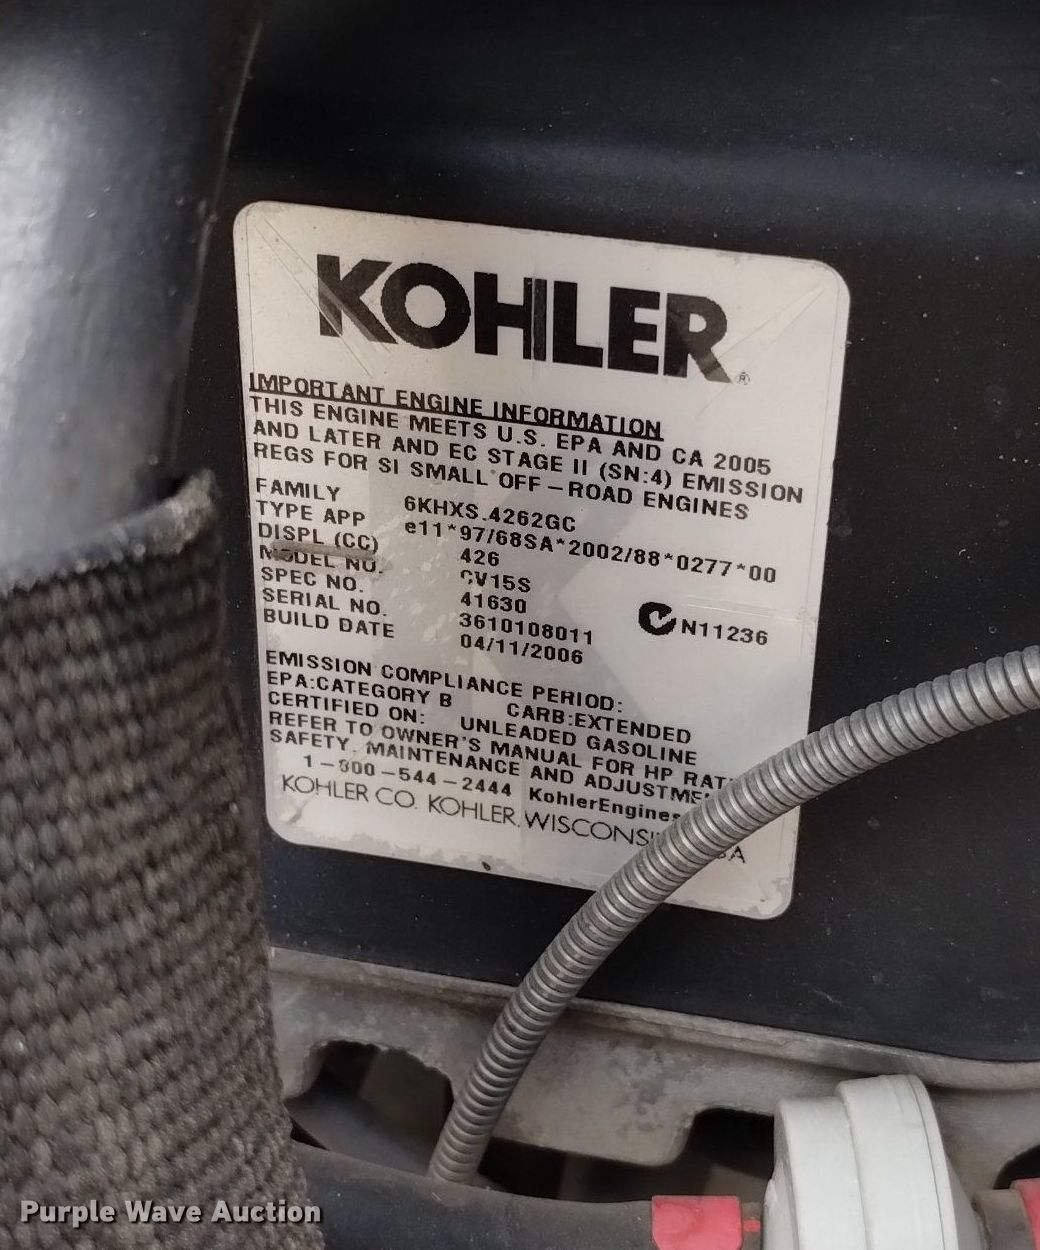 KOHLER®
IMPORTANT ENGINE INFORMATION
THIS ENGINE MEETS U.S. EPA AND CA 2005
AND LATER AND EC STAGE II (SN:4) EMISSION
REGS FOR SI SMALL OFF-ROAD ENGINES
FAMILY 6KHXS.4262GC
TYPE APP e11*97/68SA*2002/88*0277*00
DISPL (CC) 426
MODEL NO. CV15S
SPEC NO. 41630
SERIAL NO. 3610108011
BUILD DATE 04/11/2006
N11236
EMISSION COMPLIANCE PERIOD:
EPA:CATEGORY B CARB:EXTENDED
CERTIFIED ON: UNLEADED GASOLINE
REFER TO OWNER'S MANUAL FOR HP
SAFETY, MAINTENANCE AND
1-800-544-2444
KOHLER CO. KOHLER,
Purple Wave Auction